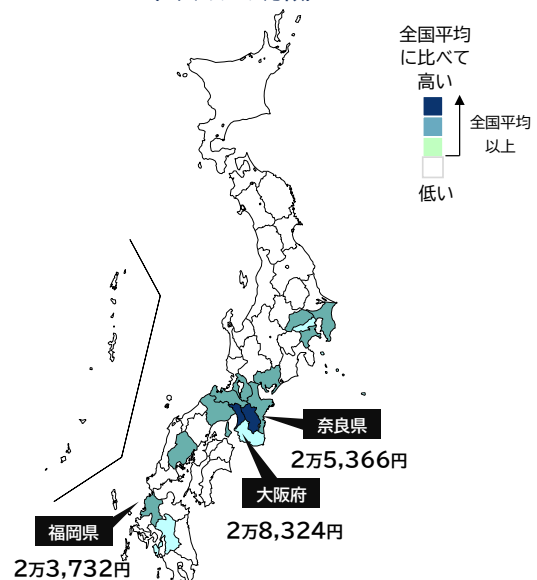 全国平均
に比べて
高い
全国平均
以上
低い
奈良県
2万5,366円
大阪府
2万8,324円
福岡県
2万3,732円